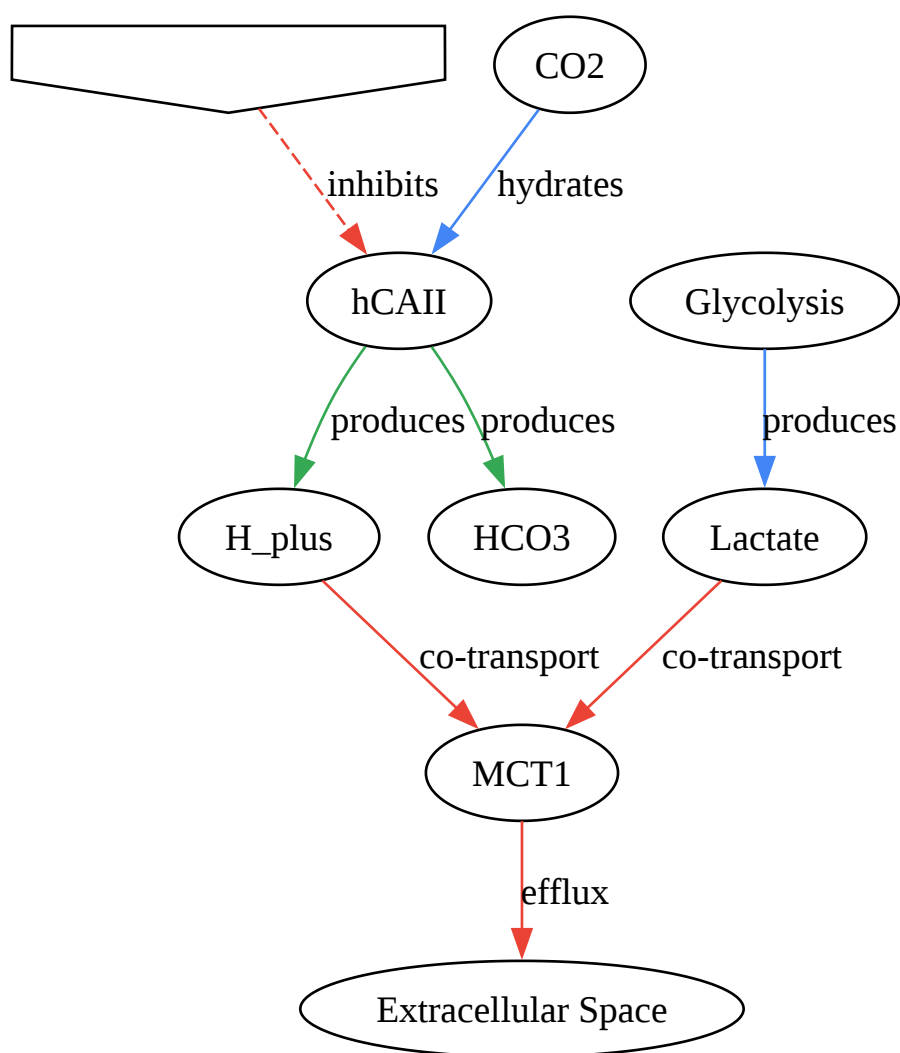 CO2
inhibits
hydrates
hCAII
Glycolysis
produces
produces
produces
H_plus
HCO3
Lactate
co-transport
co-transport
MCT1
efflux
Extracellular Space